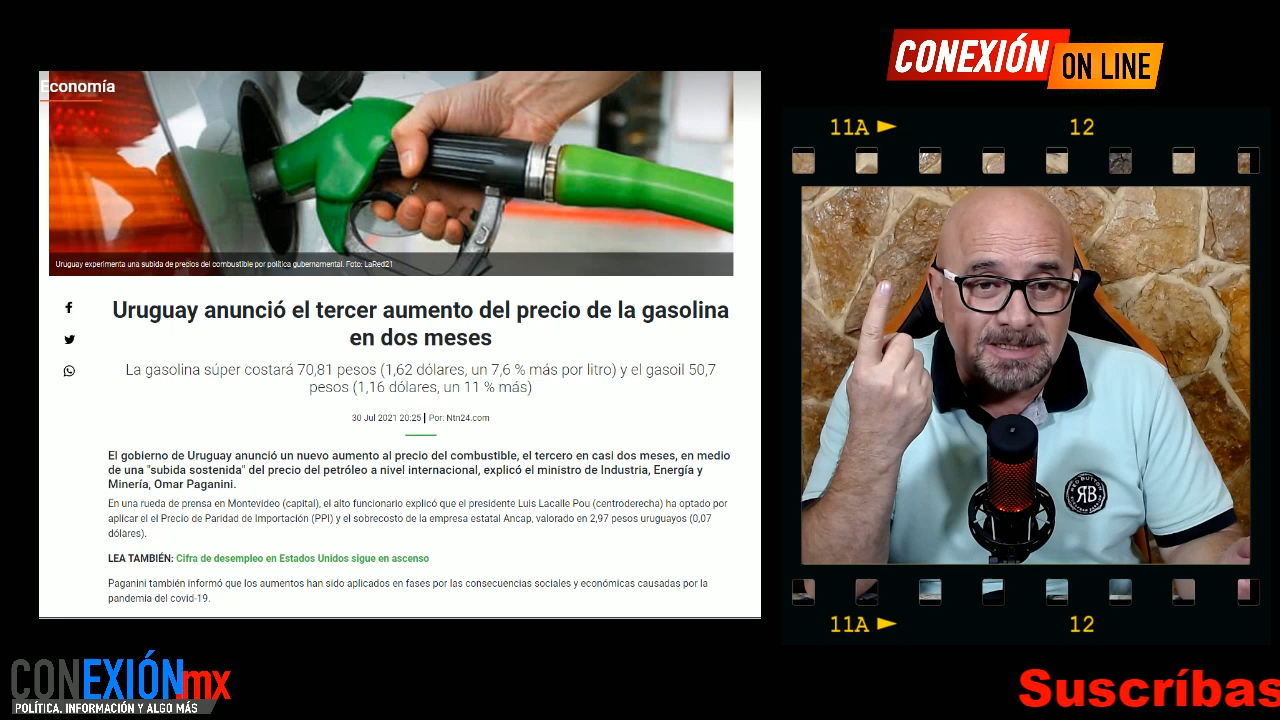 CONEXIÓN
ON LINE
Economía
Uruguay experimenta una subida de precios del combustible por política gubernamental. Foto: LaRed21
Uruguay anunció el tercer aumento del precio de la gasolina
en dos meses
La gasolina súper costará 70,81 pesos (1,62 dólares, un 7,6 % más por litro) y el gasoil 50,7
pesos (1,16 dólares, un 11 % más)
30 Jul 2021 20:25 | Por: Ntn24.com
El gobierno de Uruguay anunció un nuevo aumento al precio del combustible, el tercero en casi dos meses, en medio
de una "subida sostenida" del precio del petróleo a nivel internacional, explicó el ministro de Industria, Energía y
Minería, Omar Paganini.
En una rueda de prensa en Montevideo (capital), el alto funcionario explicó que el presidente Luis Lacalle Pou (centroderecha) ha optado por
aplicar el el Precio de Paridad de Importación (PPI) y el sobrecosto de la empresa estatal Ancap, valorado en 2,97 pesos uruguayos (0,07
dólares).
LEA TAMBIÉN: Cifra de desempleo en Estados Unidos sigue en ascenso
Paganini también informó que los aumentos han sido aplicados en fases por las consecuencias sociales y económicas causadas por la
pandemia del covid-19.
11A 12
RB
11A 12
CONEXIÓNmx
POLÍTICA, INFORMACIÓN Y ALGO MÁS
Suscríbas